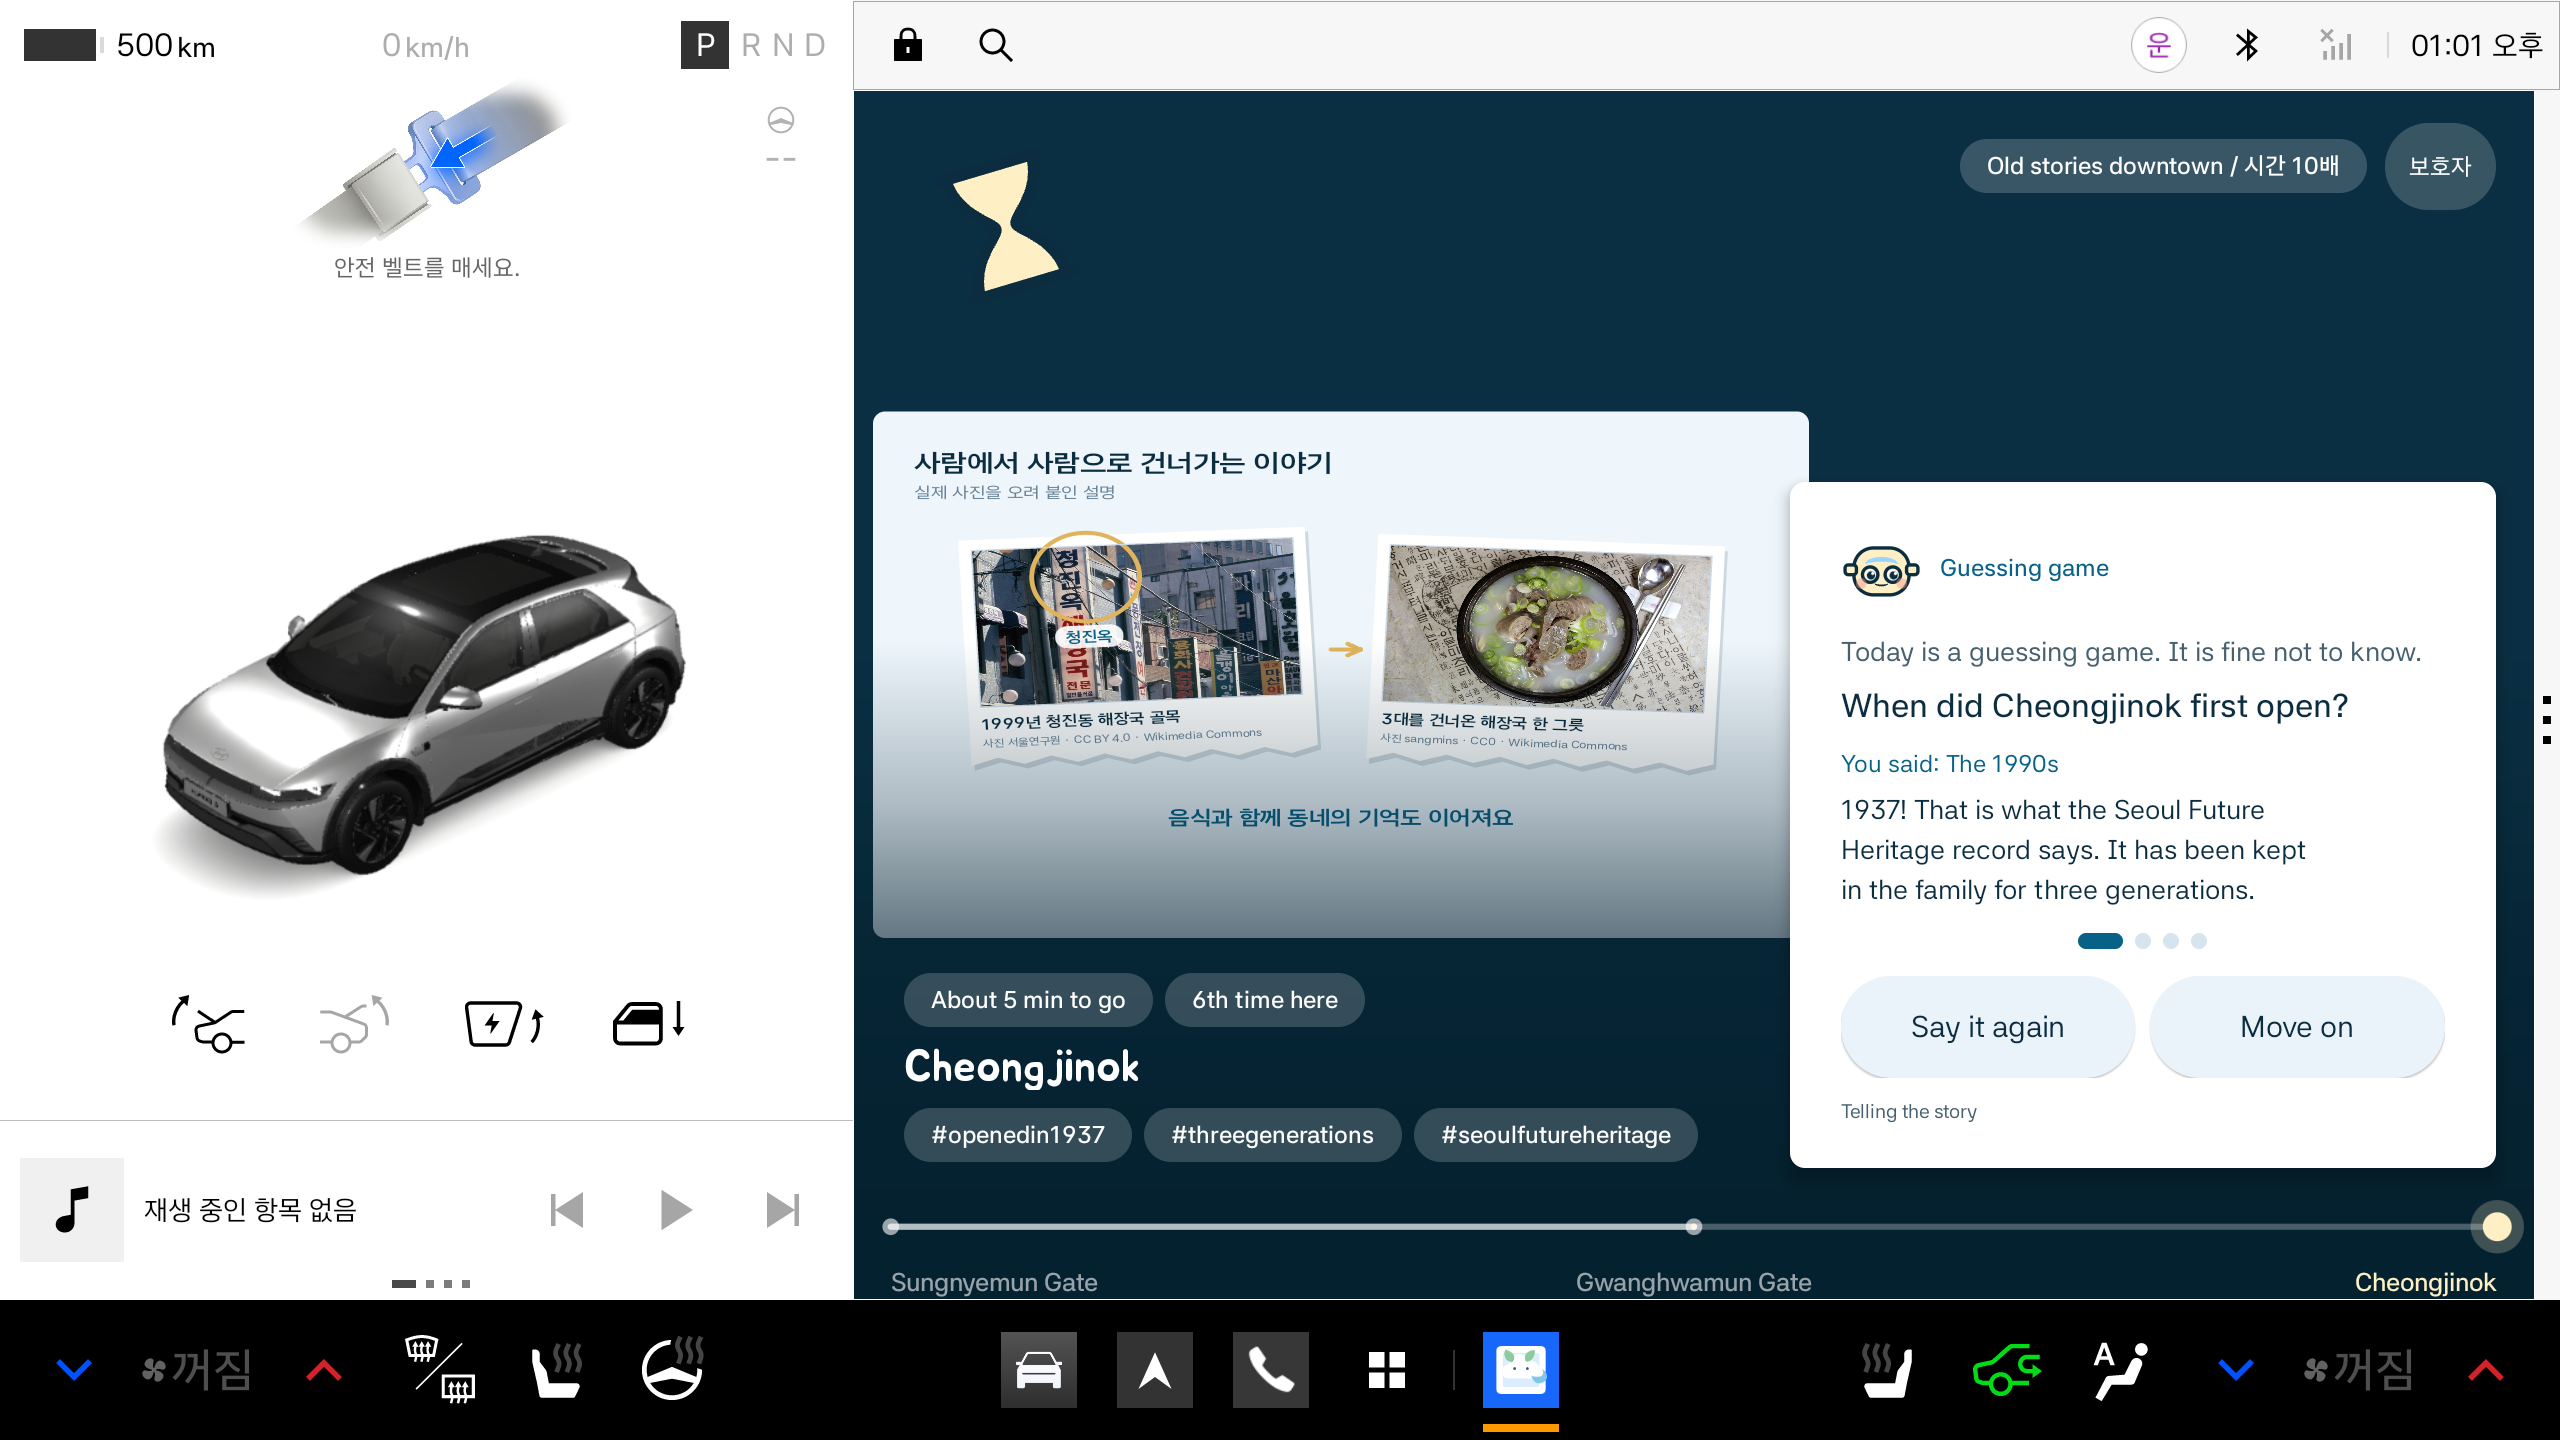 500 km
0 km/h
P R N D
안전 벨트를 매세요.
재생 중인 항목 없음
운
01:01 오후
Old stories downtown / 시간 10배
보호자
사람에서 사람으로 건너가는 이야기
실제 사진을 오려 붙인 설명
청진옥
청진옥
국
전문
1999년 청진동 해장국 골목
사진 서울연구원 · CC BY 4.0 · Wikimedia Commons
3대를 건너온 해장국 한 그릇
사진 sangmins · CC0 · Wikimedia Commons
음식과 함께 동네의 기억도 이어져요
Guessing game
Today is a guessing game. It is fine not to know.
When did Cheongjinok first open?
You said: The 1990s
1937! That is what the Seoul Future
Heritage record says. It has been kept
in the family for three generations.
Say it again
Move on
Telling the story
About 5 min to go
6th time here
Cheongjinok
#openedin1937
#threegenerations
#seoulfutureheritage
Sungnyemun Gate
Gwanghwamun Gate
Cheongjinok
꺼짐
A
꺼짐